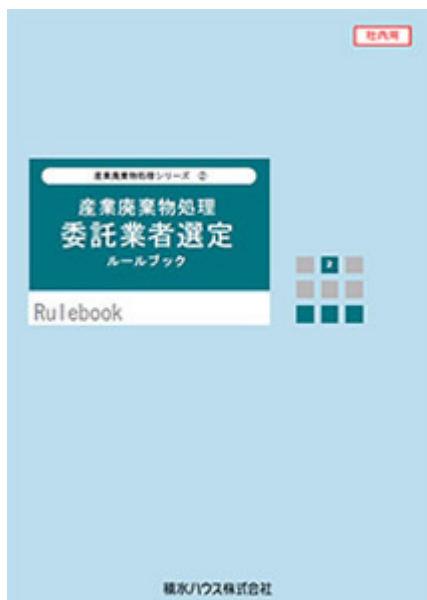 社内用
産業廃棄物処理シリーズ ②
産業廃棄物処理
委託業者選定
ルールブック
2
Rulebook
積水ハウス株式会社